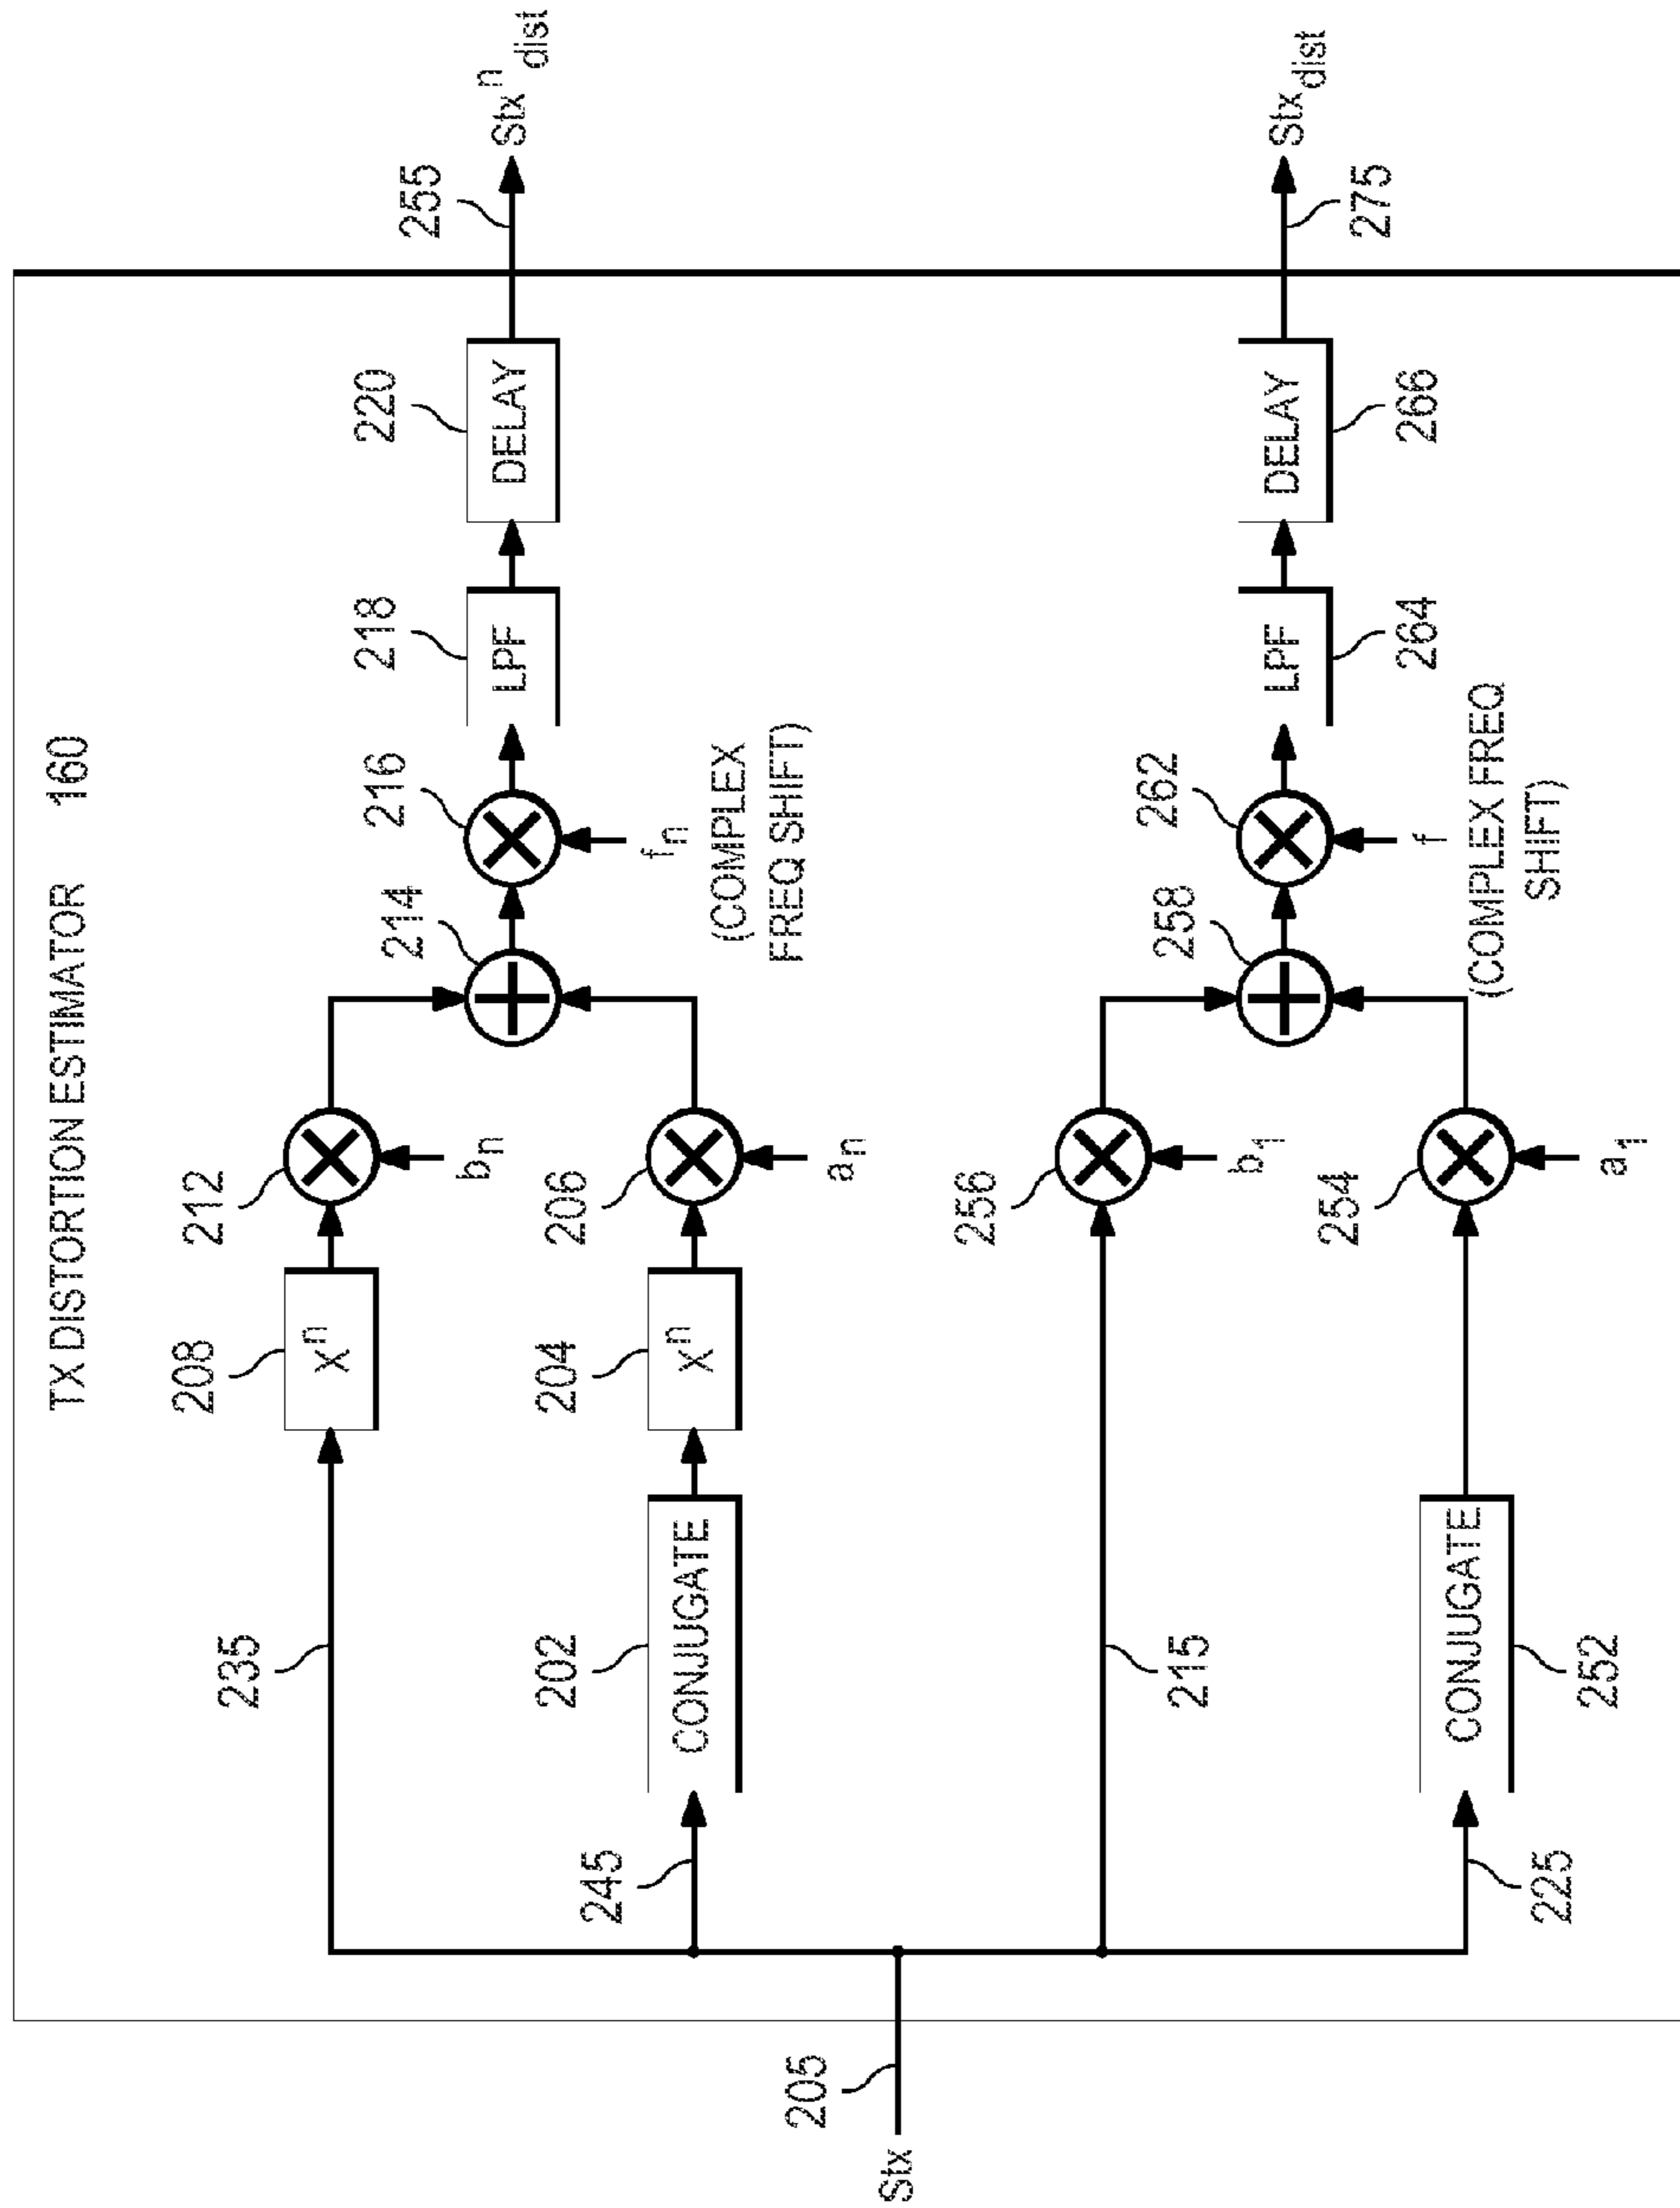 TX DISTORTION ESTIMATOR 160
235
208
X^n
212
b_n
245
202
CONJUGATE
204
X^n
206
a_n
214
216
f_n
(COMPLEX
FREQ SHIFT)
218
LPF
220
DELAY
255
Stx^n_dist
Stx
205
215
256
b_1
225
CONJUGATE
252
254
a_1
258
262
f
(COMPLEX FREQ
SHIFT)
LPF
264
DELAY
266
275
Stx_dist